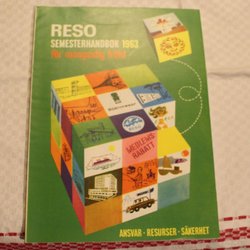 RESO
SEMESTERHANDBOK 1963
MEDLEMS-
RABATT
ANSVAR · RESURSER · SÄKERHET